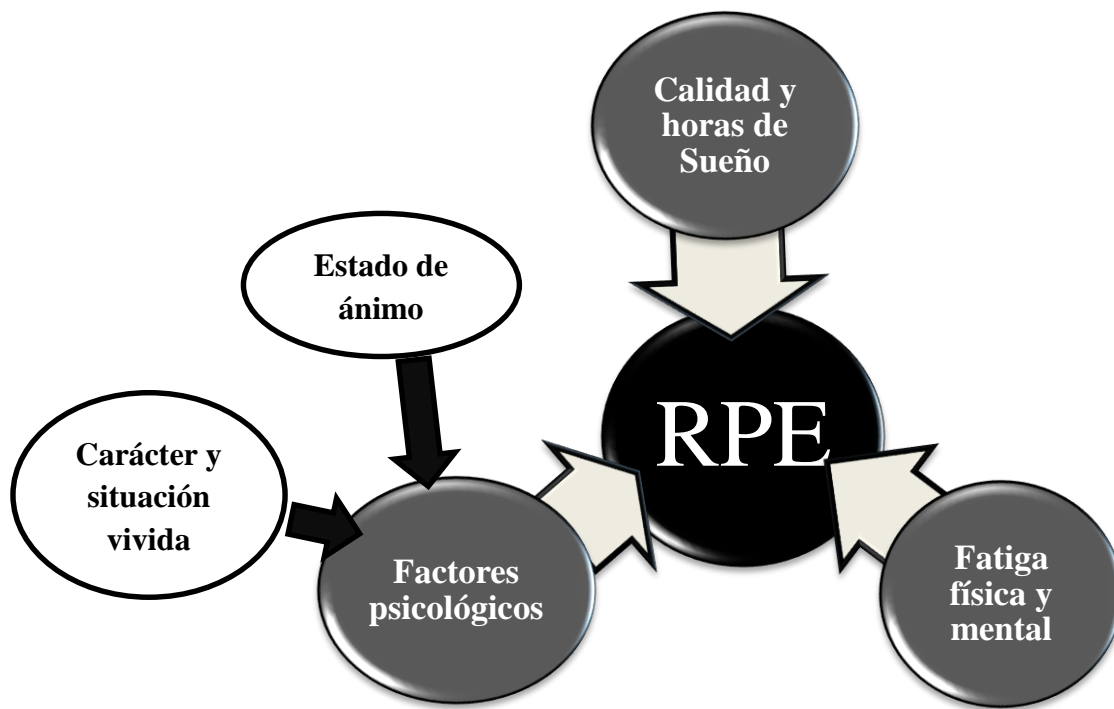 Calidad y
horas de
Sueño
Estado de
ánimo
RPE
Carácter y
situación
vivida
Factores
psicológicos
Fatiga
física y
mental